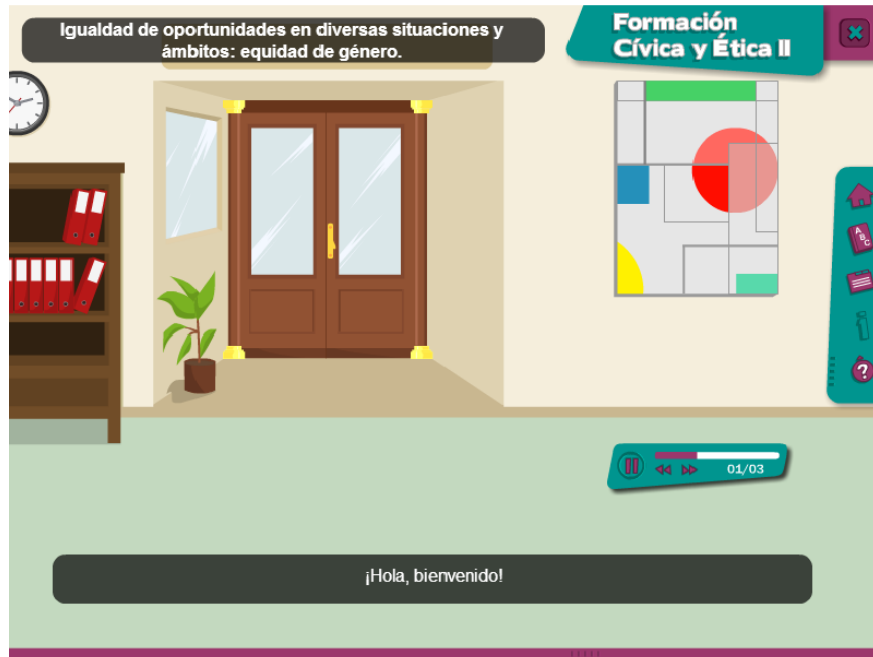 Igualdad de oportunidades en diversas situaciones y
ámbitos: equidad de género.
Formación
Cívica y Ética II
A
B
C
01/03
¡Hola, bienvenido!